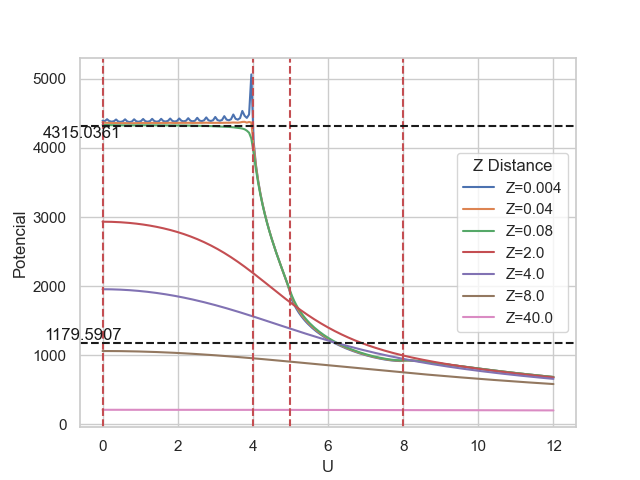 5000
4315.0361
4000
3000
2000
1179.5907
1000
0
Potencial
0 2 4 6 8 10 12
U
Z Distance
Z=0.004
Z=0.04
Z=0.08
Z=2.0
Z=4.0
Z=8.0
Z=40.0